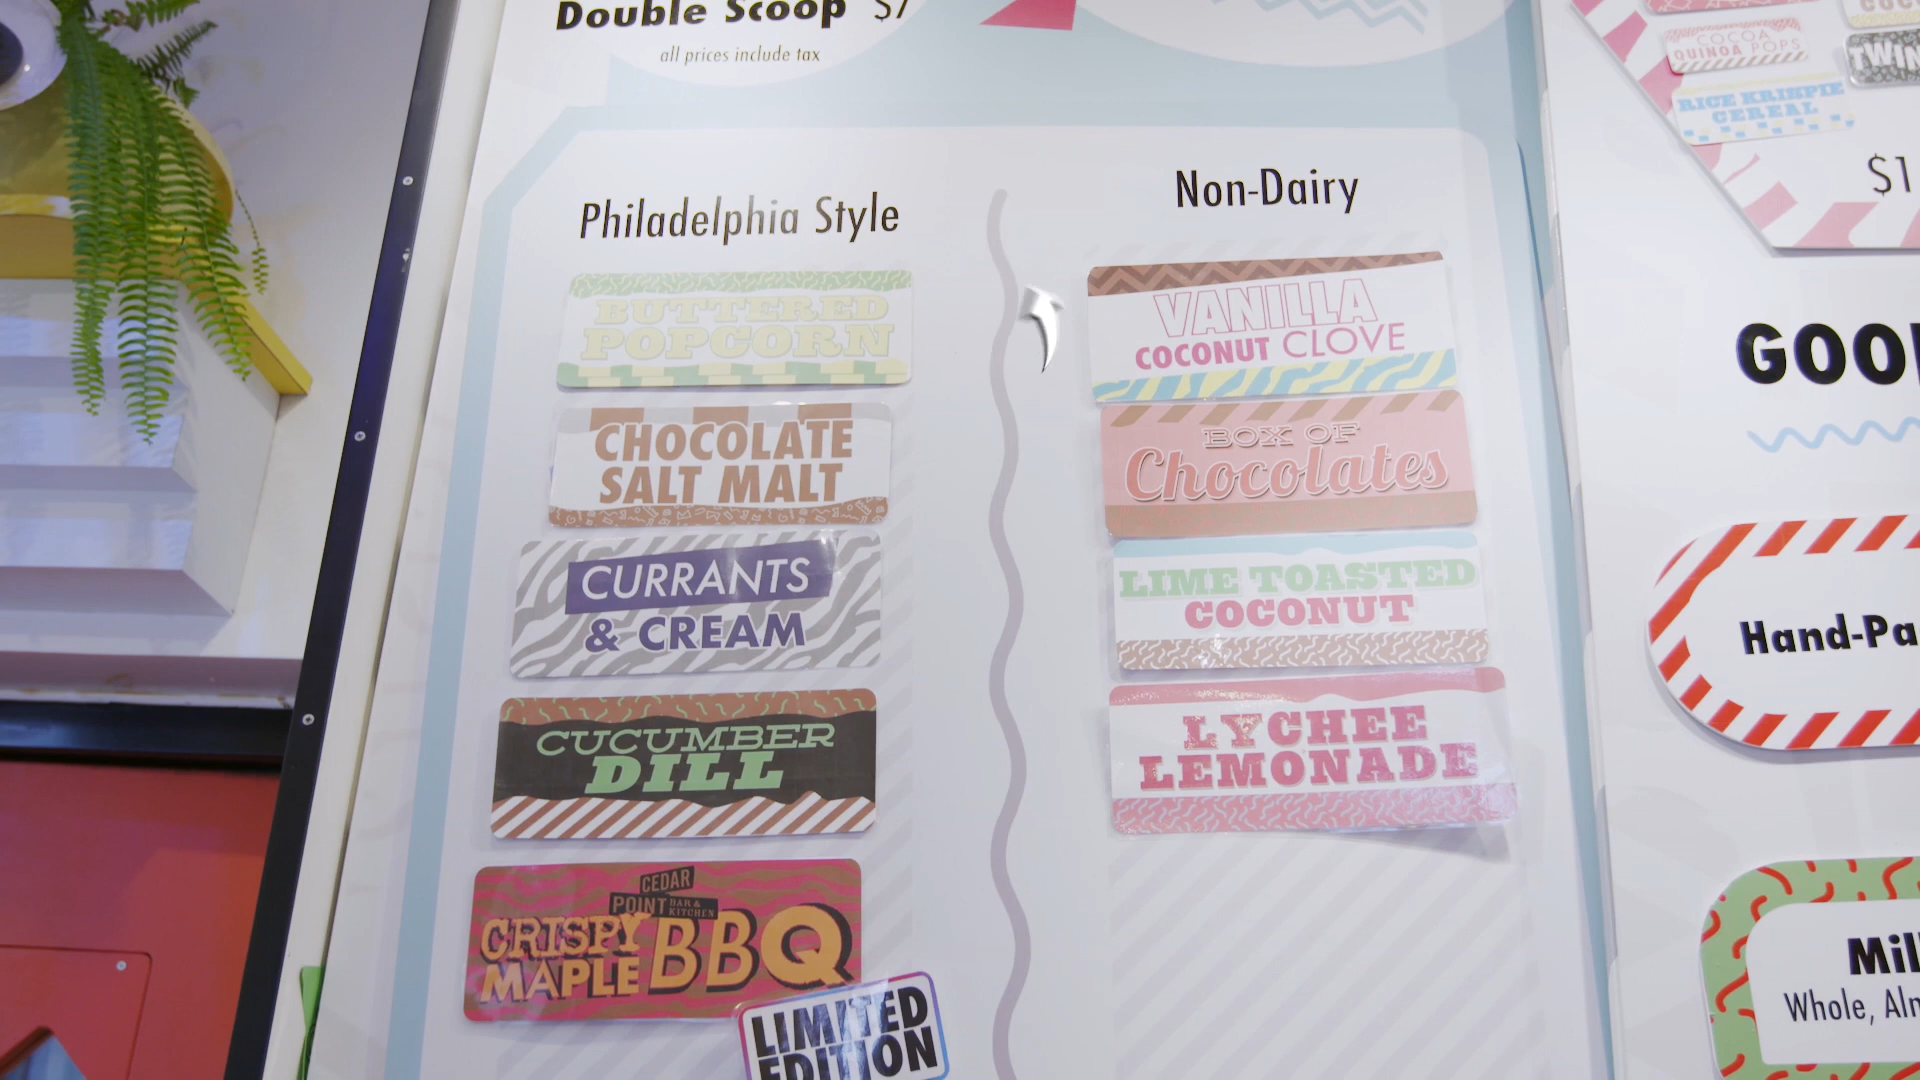 Double Scoop $7
all prices include tax
Philadelphia Style
BUTTERED
POPCORN
CHOCOLATE
SALT MALT
CURRANTS
& CREAM
CUCUMBER
DILL
CEDAR
POINT BAR &
KITCHEN
CRISPY
MAPLE BBQ
LIMITED
EDITION
Non-Dairy
VANILLA
COCONUT CLOVE
BOX OF
Chocolates
LIME TOASTED
COCONUT
LYCHEE
LEMONADE
COCOA
QUINOA POPS
RICE KRISPIE
CEREAL
$1
Hand-Pa
Whole,